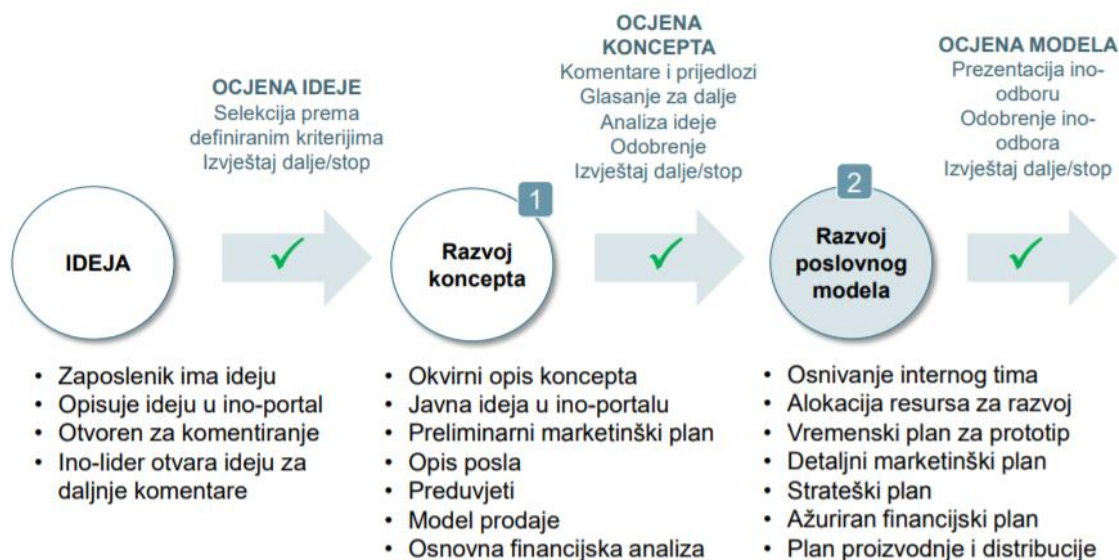 OCJENA IDEJE
Selekcija prema
definiranim kriterijima
Izvještaj dalje/stop
OCJENA
KONCEPTA
Komentare i prijedlozi
Glasanje za dalje
Analiza ideje
Odobrenje
Izvještaj dalje/stop
OCJENA MODELA
Prezentacija ino-
odboru
Odobrenje ino-
odbora
Izvještaj dalje/stop
IDEJA
1
Razvoj
koncepta
2
Razvoj
poslovnog
modela
• Zaposlenik ima ideju
• Opisuje ideju u ino-portal
• Otvoren za komentiranje
• Ino-lider otvara ideju za
daljnje komentare
• Okvirni opis koncepta
• Javna ideja u ino-portalu
• Preliminarni marketinški plan
• Opis posla
• Preduvjeti
• Model prodaje
• Osnovna financijska analiza
• Osnivanje internog tima
• Alokacija resursa za razvoj
• Vremenski plan za prototip
• Detaljni marketinški plan
• Strateški plan
• Ažuriran financijski plan
• Plan proizvodnje i distribucije